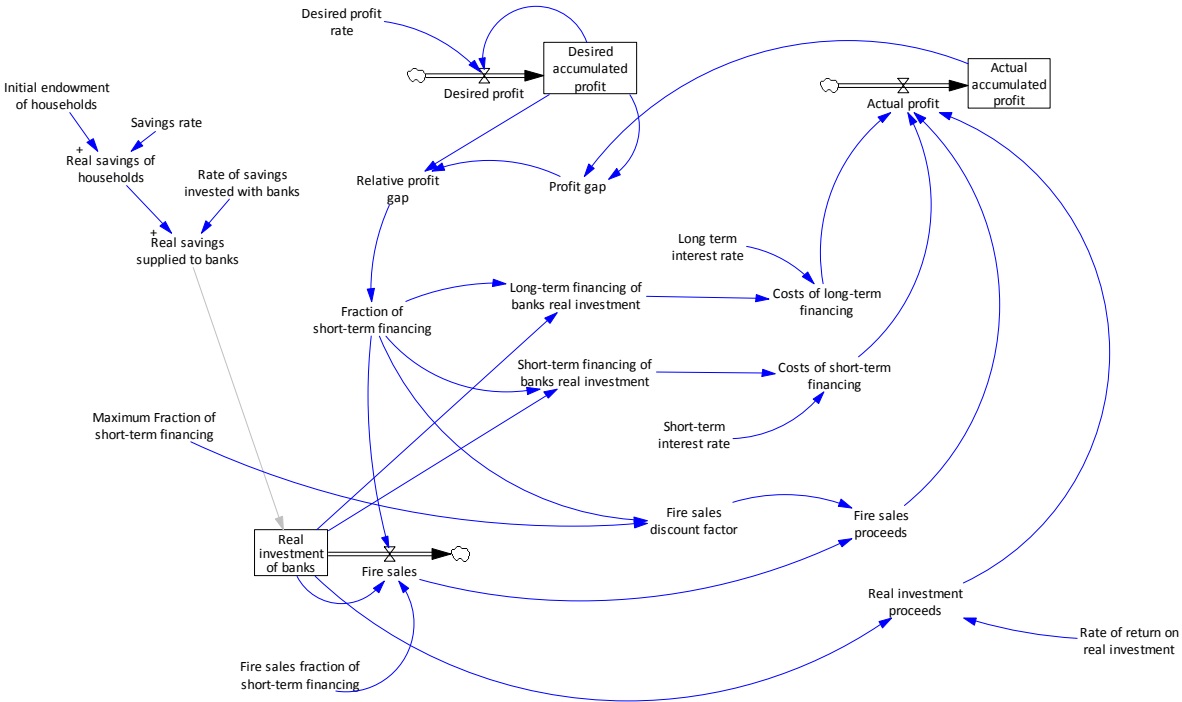 Desired profit
rate
Desired
accumulated
profit
Desired profit
Actual
accumulated
profit
Actual profit
Initial endowment
of households
Savings rate
+
Real savings of
households
Rate of savings
invested with banks
Relative profit
gap
Profit gap
+
Real savings
supplied to banks
Long term
interest rate
Long-term financing of
banks real investment
Costs of long-term
financing
Fraction of
short-term financing
Short-term financing of
banks real investment
Costs of short-term
financing
Maximum Fraction of
short-term financing
Short-term
interest rate
Fire sales
discount factor
Fire sales
proceeds
Real
investment
of banks
Fire sales
Real investment
proceeds
Rate of return on
real investment
Fire sales fraction of
short-term financing